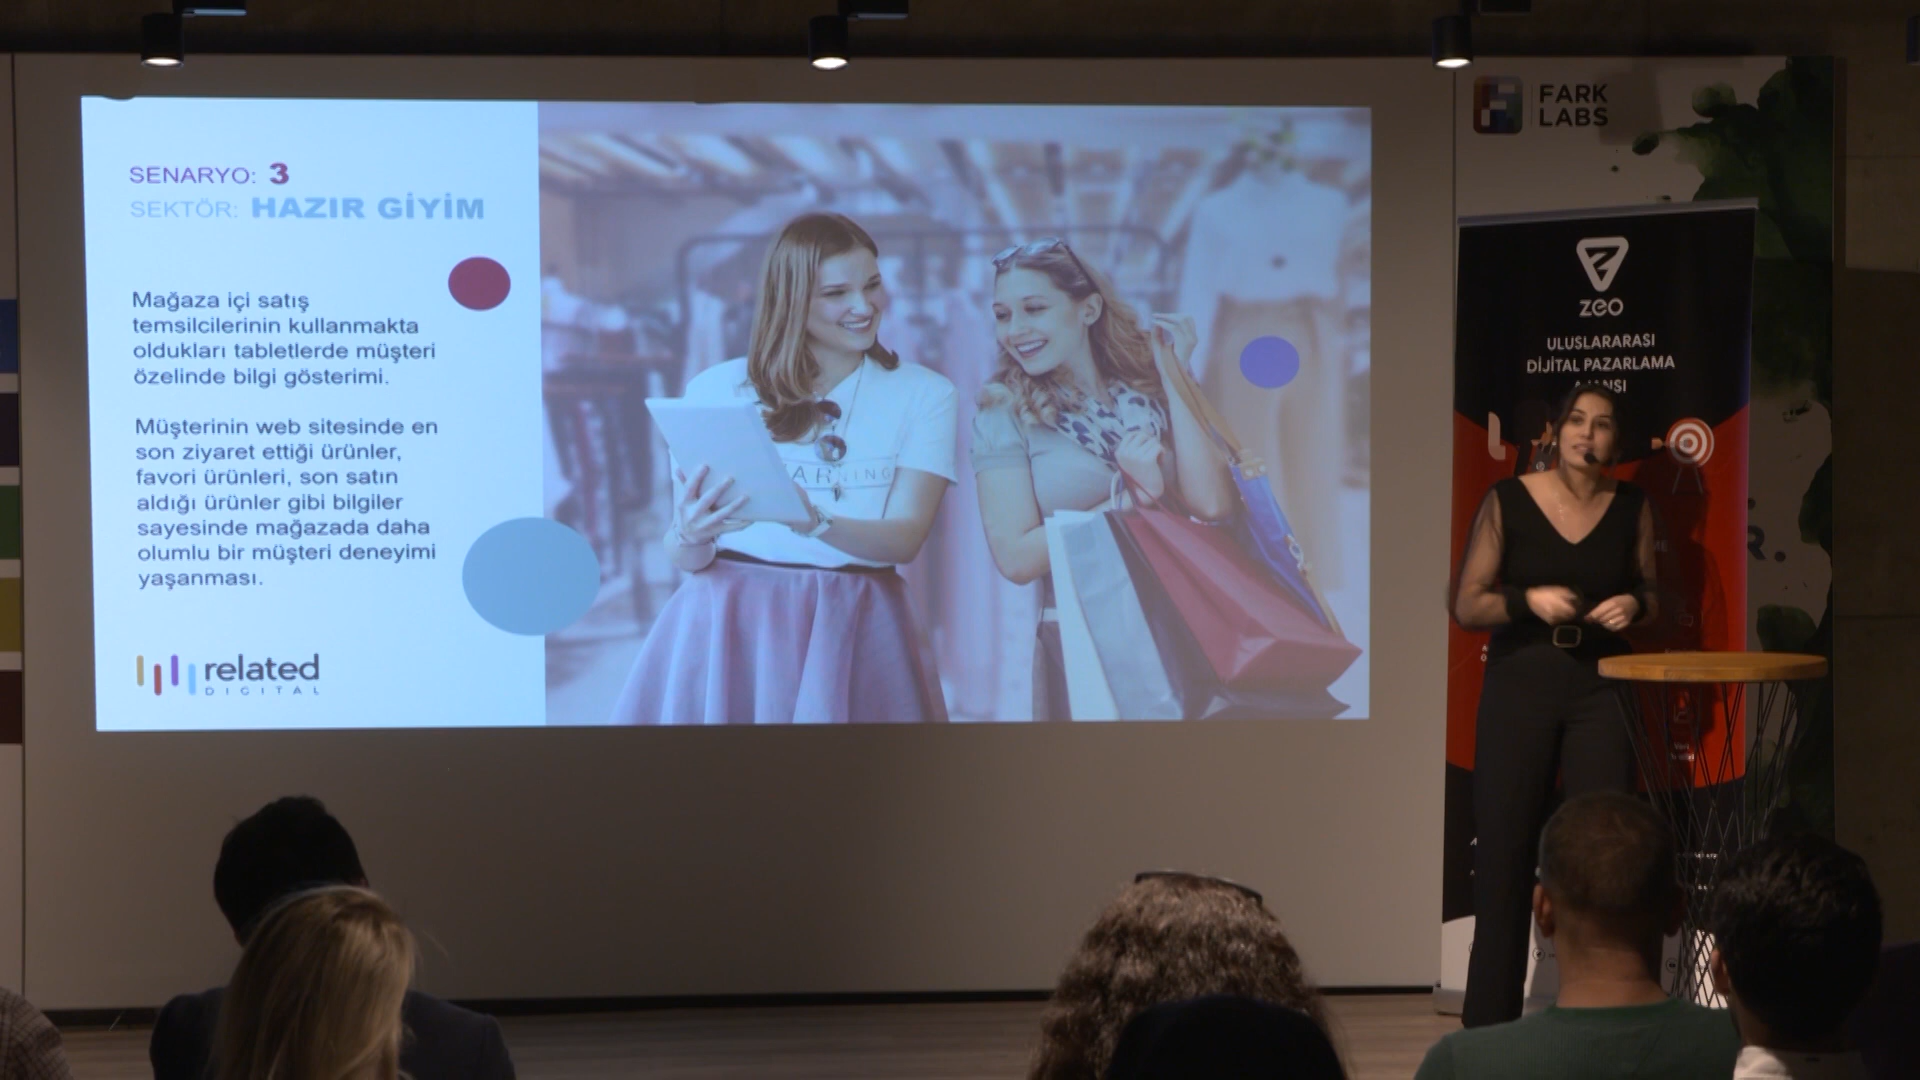 SENARYO: 3
SEKTÖR: HAZIR GİYİM
Mağaza içi satış
temsilcilerinin kullanmakta
oldukları tabletlerde müşteri
özelinde bilgi gösterimi.
Müşterinin web sitesinde en
son ziyaret ettiği ürünler,
favori ürünleri, son satın
aldığı ürünler gibi bilgiler
sayesinde mağazada daha
olumlu bir müşteri deneyimi
yaşanması.
related
DIGITAL
FARK
LABS
zeo
ULUSLARARASI
DİJİTAL PAZARLAMA